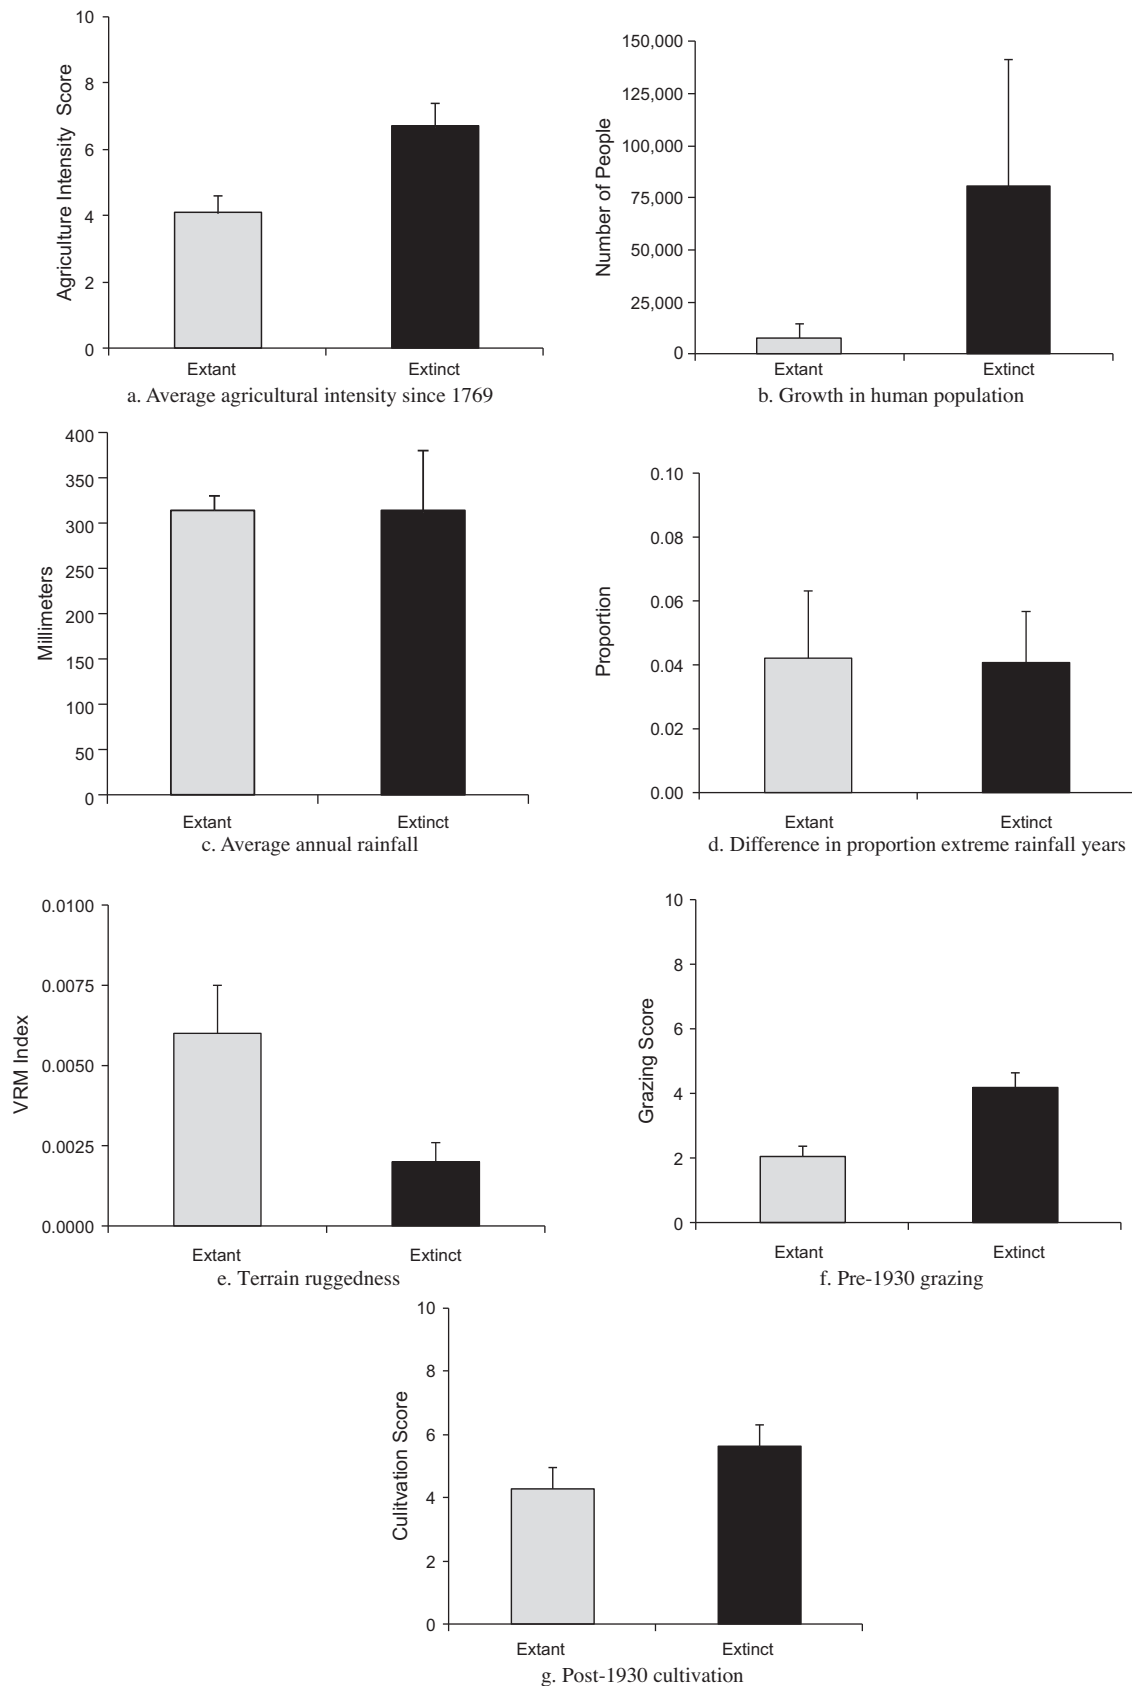 10
8
6
4
2
0
Agriculture Intensity Score
Extant
Extinct
a. Average agricultural intensity since 1769
150,000
125,000
100,000
75,000
50,000
25,000
0
Number of People
Extant
Extinct
b. Growth in human population
400
350
300
250
200
150
100
50
0
Millimeters
Extant
Extinct
c. Average annual rainfall
0.10
0.08
0.06
0.04
0.02
0.00
Proportion
Extant
Extinct
d. Difference in proportion extreme rainfall years
0.0100
0.0075
0.0050
0.0025
0.0000
VRM Index
Extant
Extinct
e. Terrain ruggedness
10
8
6
4
2
0
Grazing Score
Extant
Extinct
f. Pre-1930 grazing
10
8
6
4
2
0
Culitvation Score
Extant
Extinct
g. Post-1930 cultivation